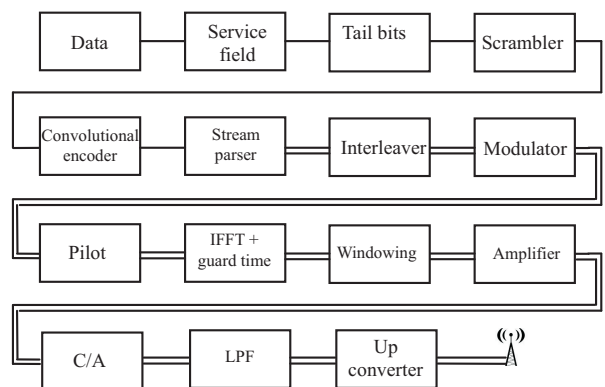 Data
Service
field
Tail bits
Scrambler
Convolutional
encoder
Stream
parser
Interleaver
Modulator
Pilot
IFFT +
guard time
Windowing
Amplifier
C/A
LPF
Up
converter